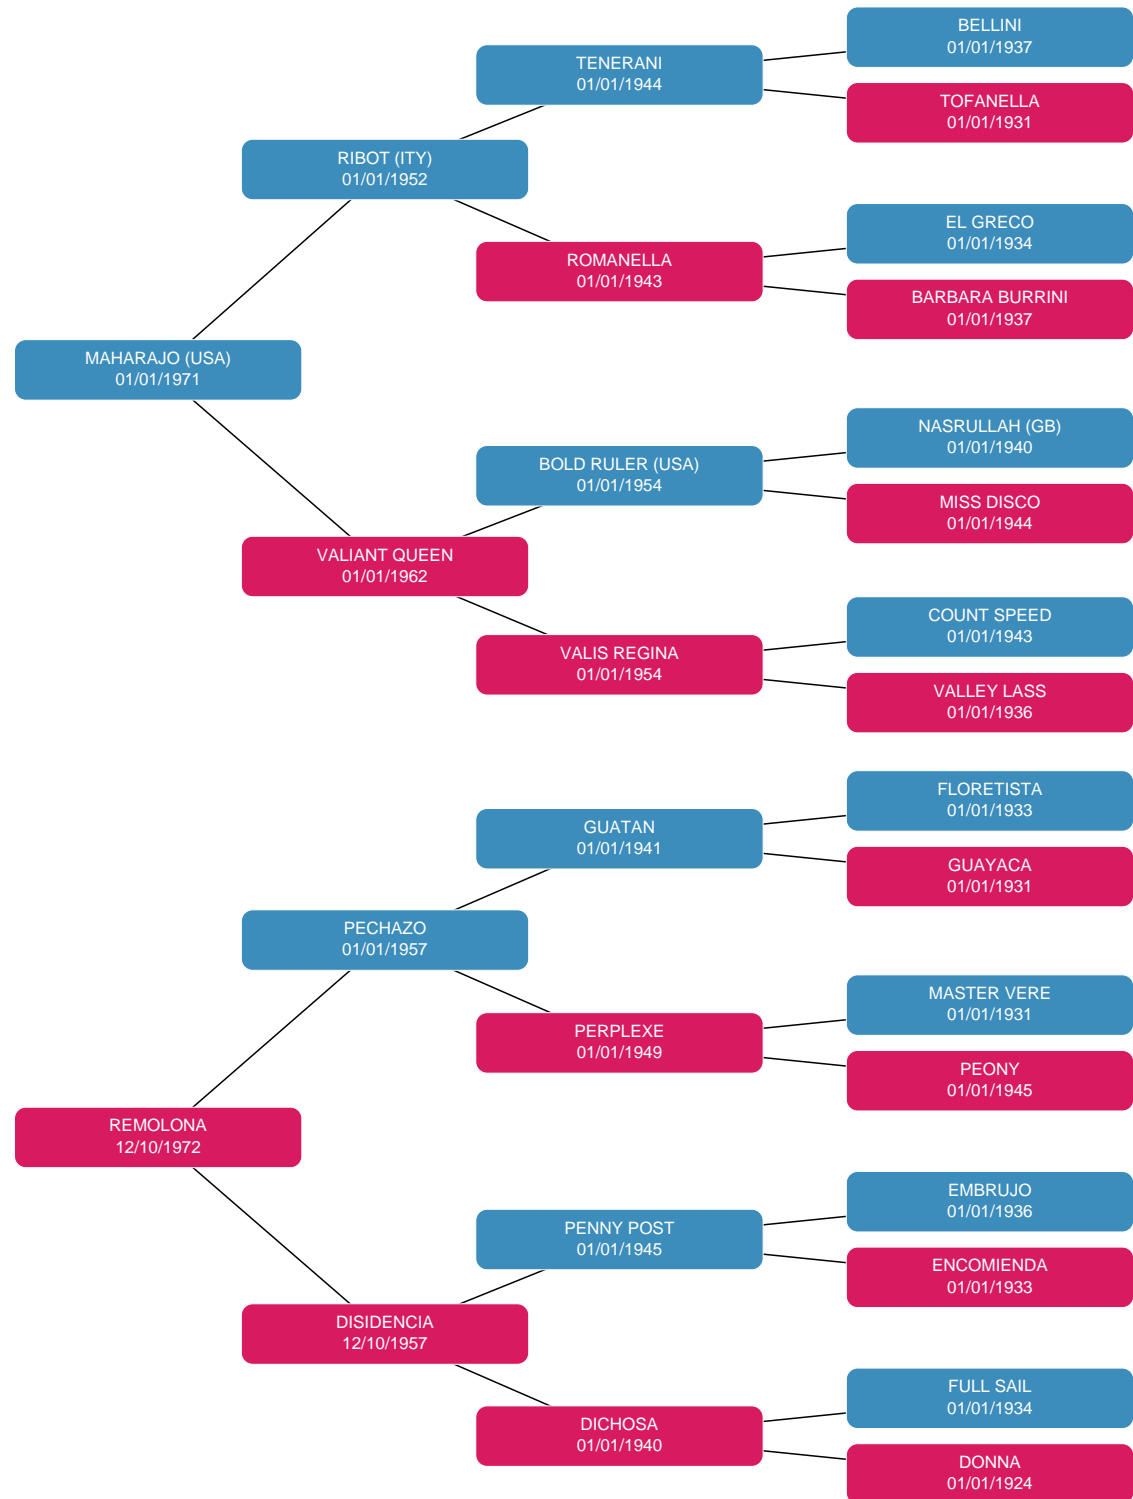 BELLINI
01/01/1937
TENERANI
01/01/1944
TOFANELLA
01/01/1931
RIBOT (ITY)
01/01/1952
EL GRECO
01/01/1934
ROMANELLA
01/01/1943
BARBARA BURRINI
01/01/1937
MAHARAJO (USA)
01/01/1971
NASRULLAH (GB)
01/01/1940
BOLD RULER (USA)
01/01/1954
MISS DISCO
01/01/1944
VALIANT QUEEN
01/01/1962
COUNT SPEED
01/01/1943
VALIS REGINA
01/01/1954
VALLEY LASS
01/01/1936
FLORETISTA
01/01/1933
GUATAN
01/01/1941
GUAYACA
01/01/1931
PECHAZO
01/01/1957
MASTER VERE
01/01/1931
PERPLEXE
01/01/1949
PEONY
01/01/1945
REMOLONA
12/10/1972
EMBRUJO
01/01/1936
PENNY POST
01/01/1945
ENCOMIENDA
01/01/1933
DISIDENCIA
12/10/1957
FULL SAIL
01/01/1934
DICHOSA
01/01/1940
DONNA
01/01/1924